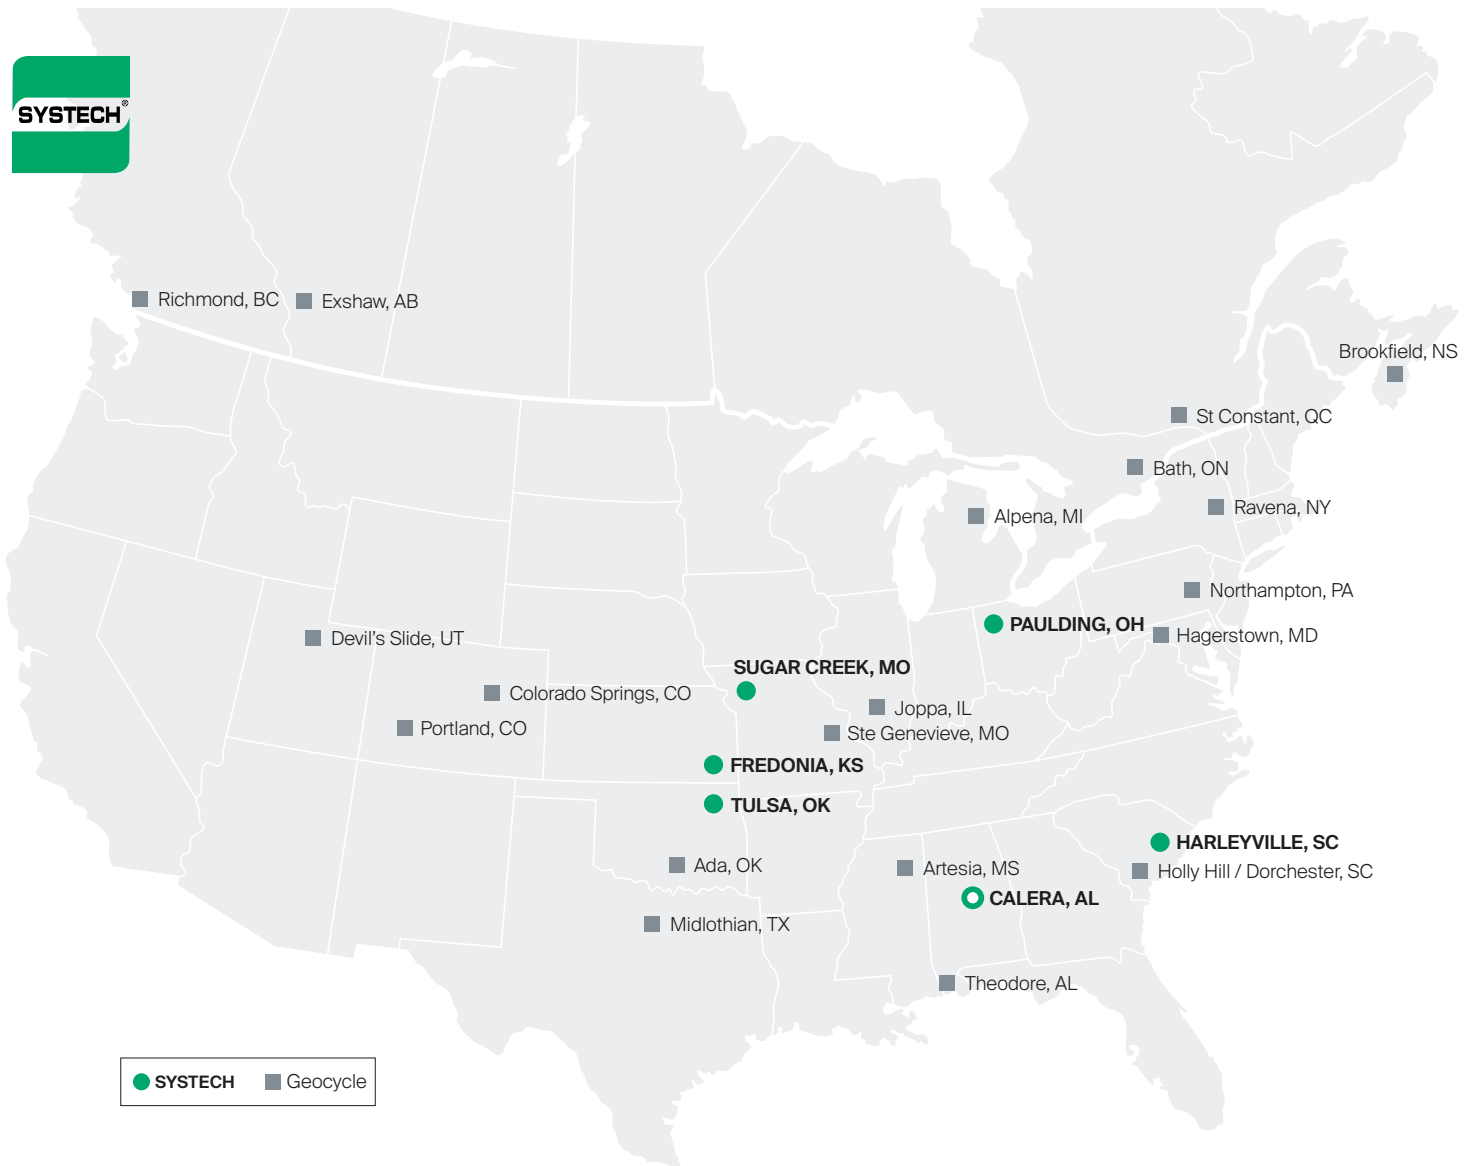 SYSTECH®
Richmond, BC
Exshaw, AB
Brookfield, NS
St Constant, QC
Bath, ON
Ravena, NY
Alpena, MI
Northampton, PA
PAULDING, OH
Hagerstown, MD
Devil's Slide, UT
SUGAR CREEK, MO
Colorado Springs, CO
Joppa, IL
Portland, CO
Ste Genevieve, MO
FREDONIA, KS
TULSA, OK
HARLEYVILLE, SC
Ada, OK
Artesia, MS
Holly Hill / Dorchester, SC
CALERA, AL
Midlothian, TX
Theodore, AL
SYSTECH
Geocycle